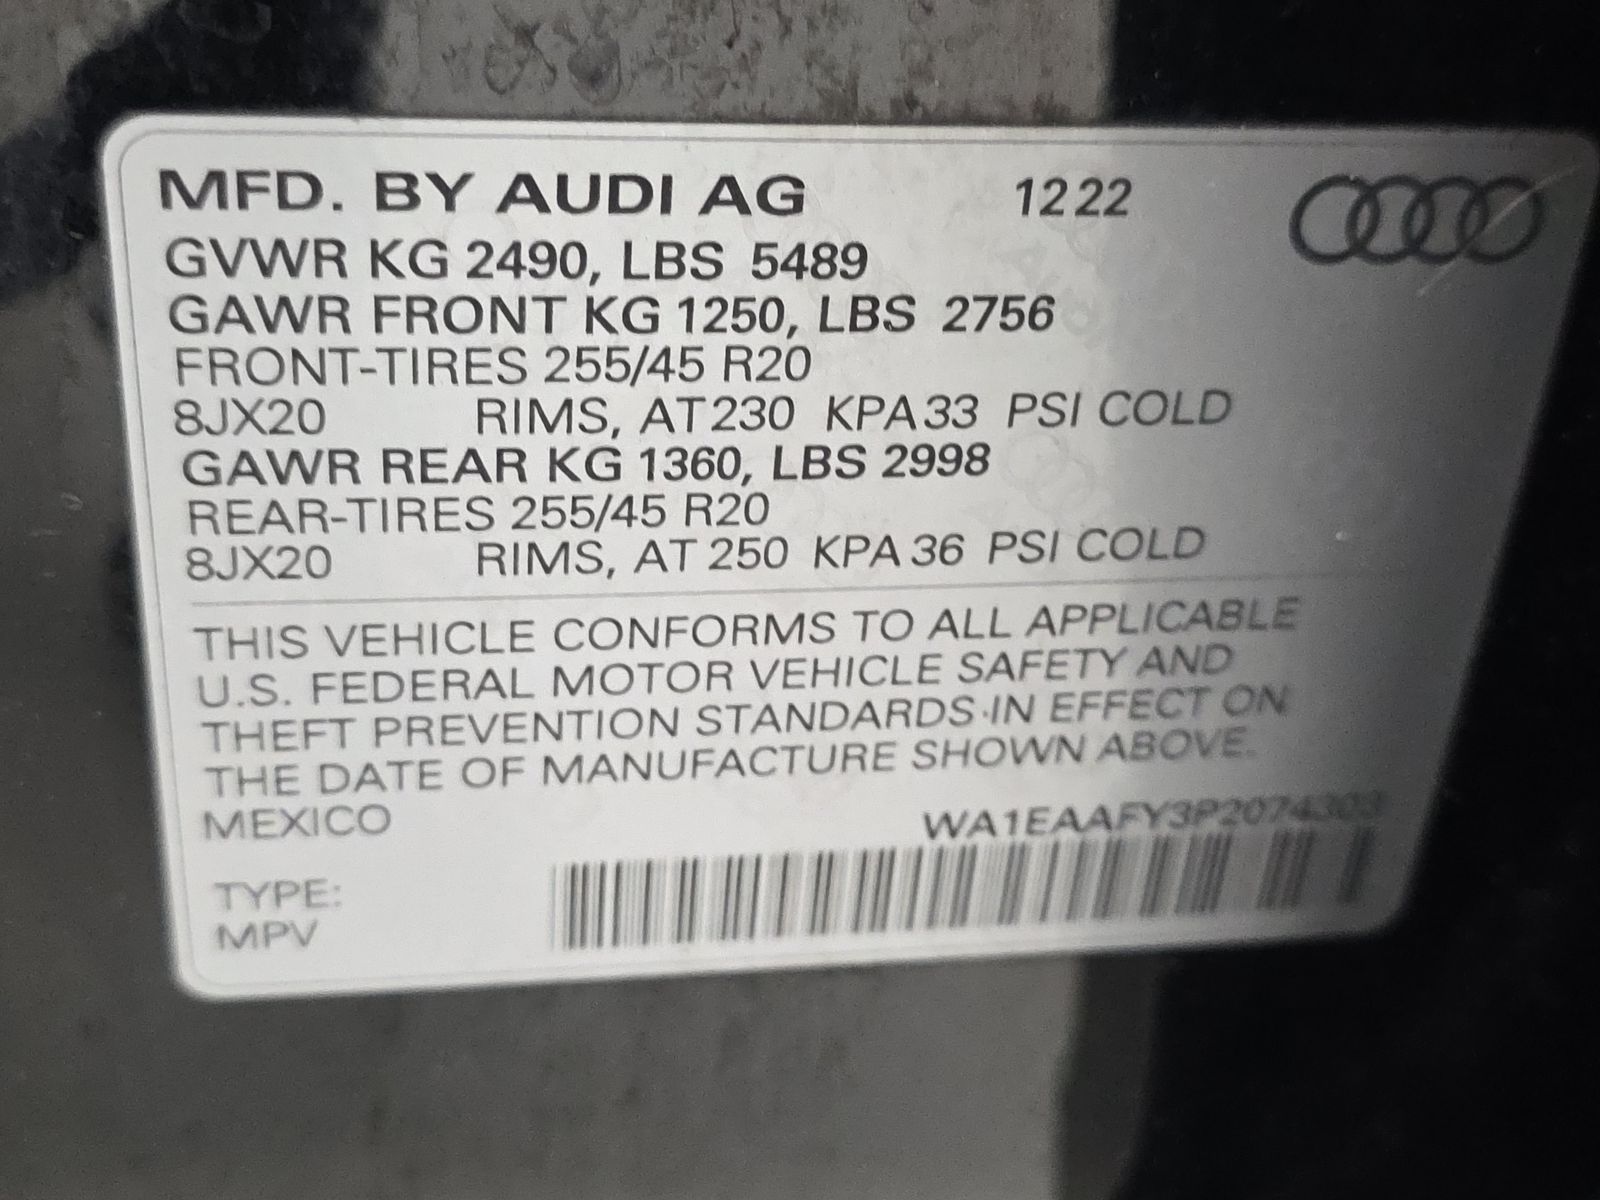 MFD. BY AUDI AG 12 22
GVWR KG 2490, LBS 5489
GAWR FRONT KG 1250, LBS 2756
FRONT-TIRES 255/45 R20
8JX20 RIMS, AT 230 KPA 33 PSI COLD
GAWR REAR KG 1360, LBS 2998
REAR-TIRES 255/45 R20
8JX20 RIMS, AT 250 KPA 36 PSI COLD
THIS VEHICLE CONFORMS TO ALL APPLICABLE
U.S. FEDERAL MOTOR VEHICLE SAFETY AND
THEFT PREVENTION STANDARDS IN EFFECT ON
THE DATE OF MANUFACTURE SHOWN ABOVE.
MEXICO WA1EAAFY3P2074303
TYPE:
MPV